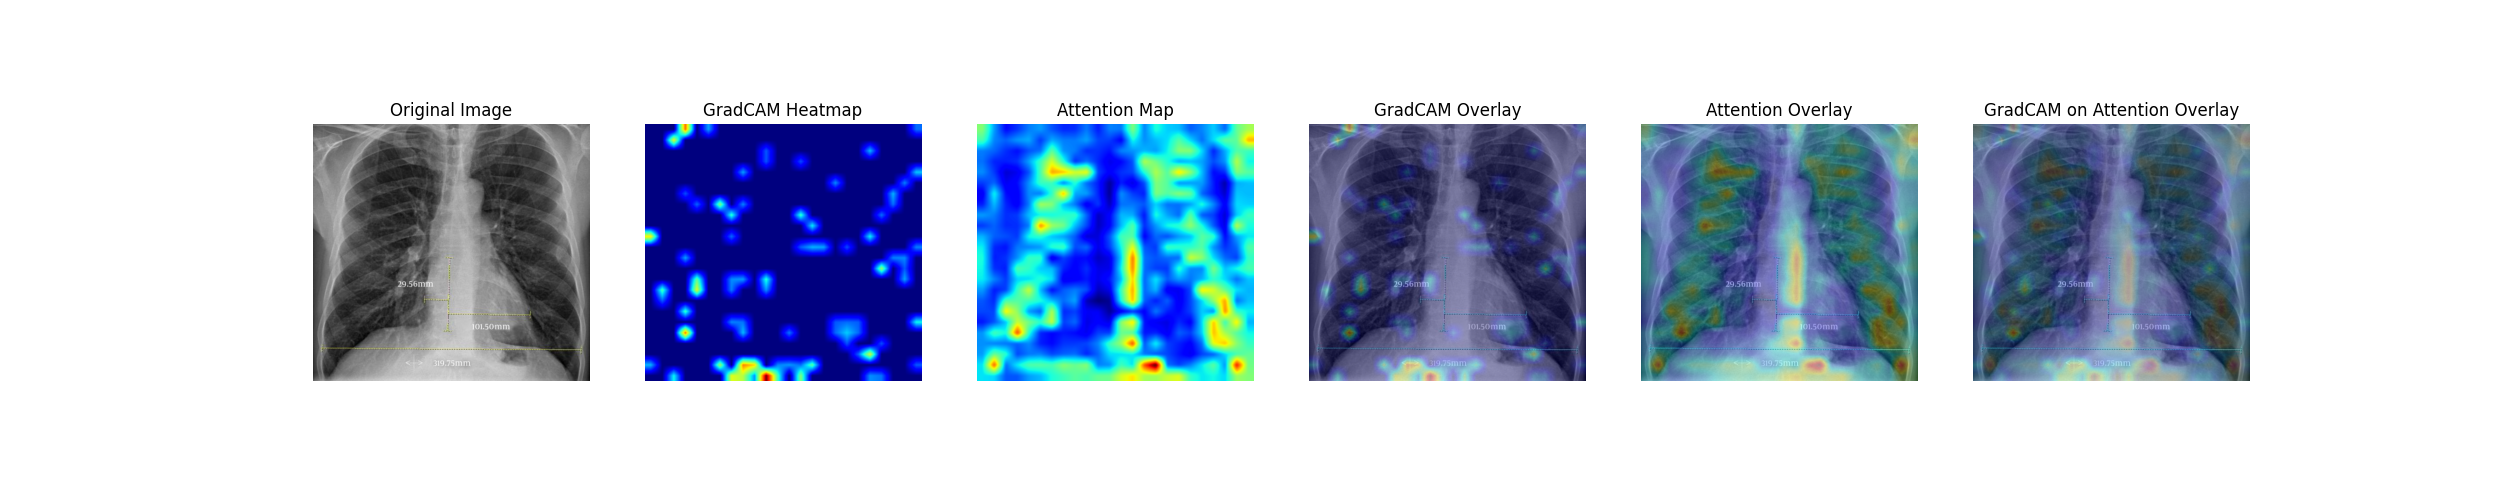 Original Image
GradCAM Heatmap
Attention Map
GradCAM Overlay
Attention Overlay
GradCAM on Attention Overlay
29.56mm
101.50mm
319.75mm
29.56mm
101.50mm
319.75mm
29.56mm
101.50mm
319.75mm
29.56mm
101.50mm
319.75mm